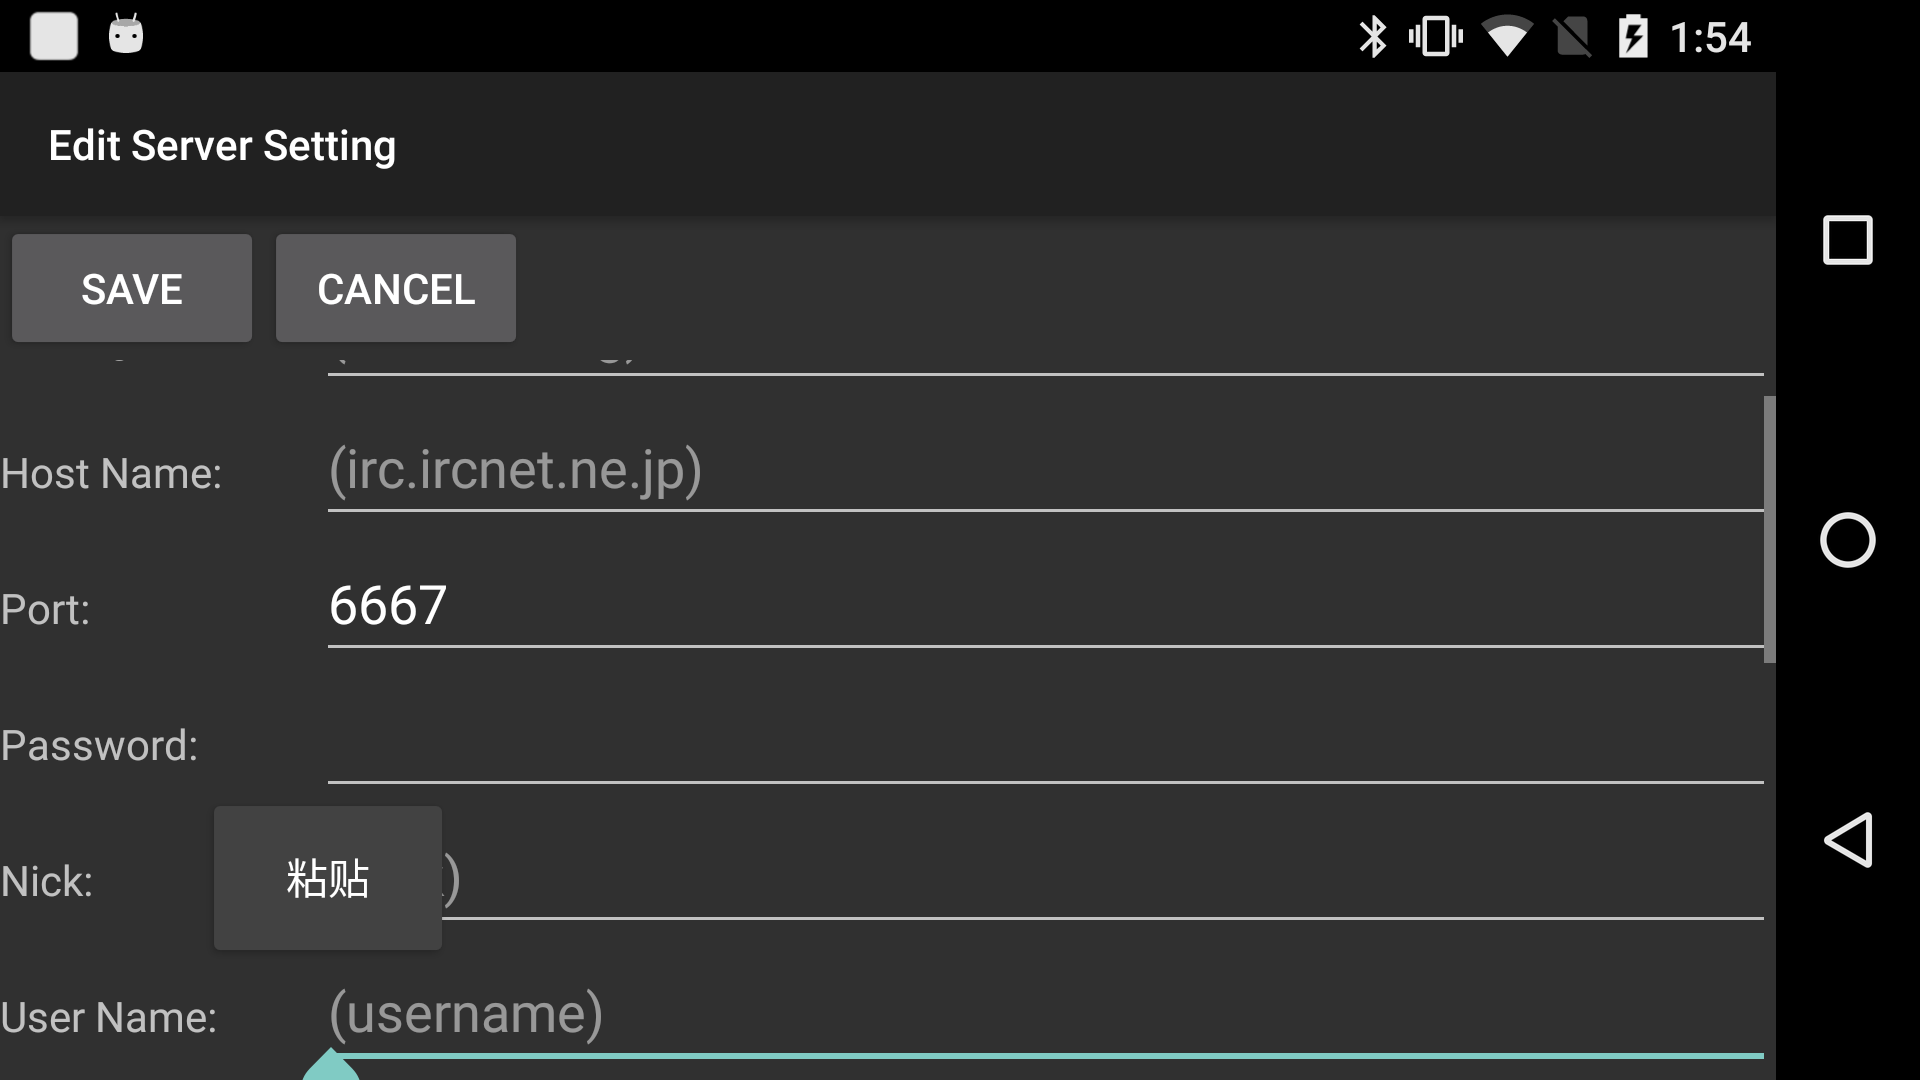 1:54
Edit Server Setting
SAVE CANCEL
Host Name: (irc.ircnet.ne.jp)
Port: 6667
Password:
Nick: )
粘贴
User Name: (username)